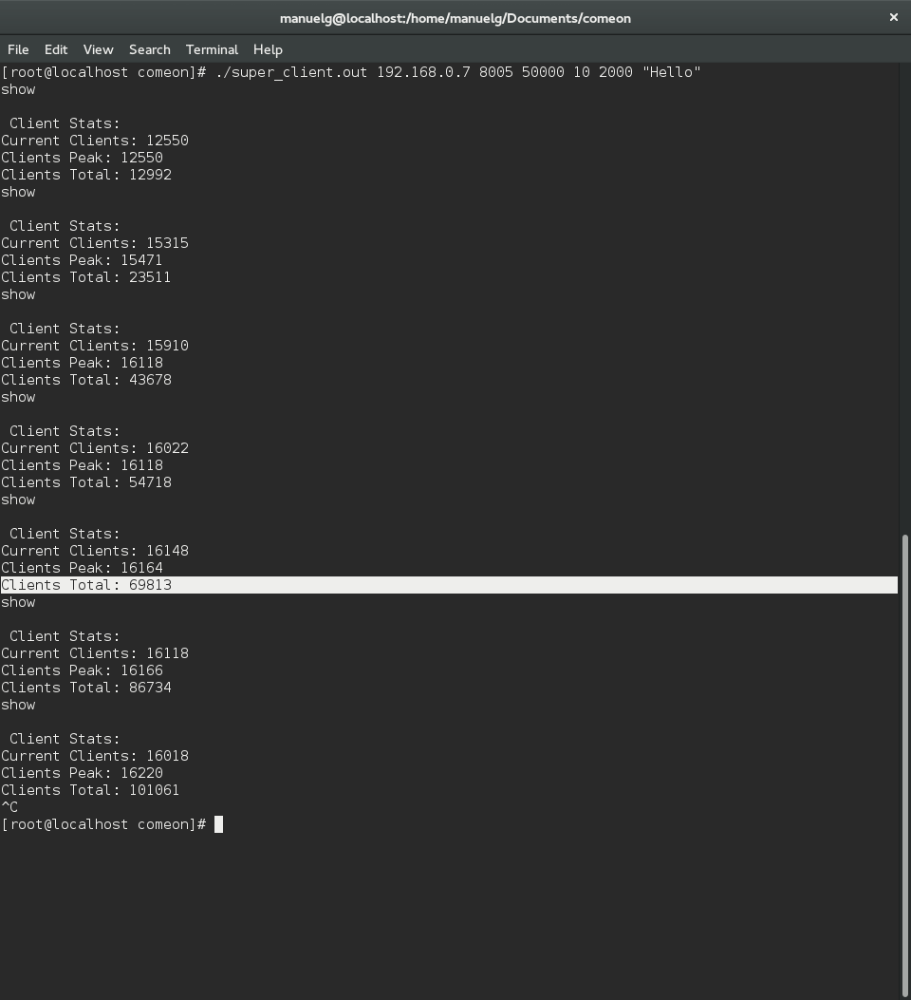 manuelg@localhost:/home/manuelg/Documents/comeon
×
File Edit View Search Terminal Help
[root@localhost comeon]# ./super_client.out 192.168.0.7 8005 50000 10 2000 "Hello"
show
Client Stats:
Current Clients: 12550
Clients Peak: 12550
Clients Total: 12992
show
Client Stats:
Current Clients: 15315
Clients Peak: 15471
Clients Total: 23511
show
Client Stats:
Current Clients: 15910
Clients Peak: 16118
Clients Total: 43678
show
Client Stats:
Current Clients: 16022
Clients Peak: 16118
Clients Total: 54718
show
Client Stats:
Current Clients: 16148
Clients Peak: 16164
Clients Total: 69813
show
Client Stats:
Current Clients: 16118
Clients Peak: 16166
Clients Total: 86734
show
Client Stats:
Current Clients: 16018
Clients Peak: 16220
Clients Total: 101061
^C
[root@localhost comeon]#